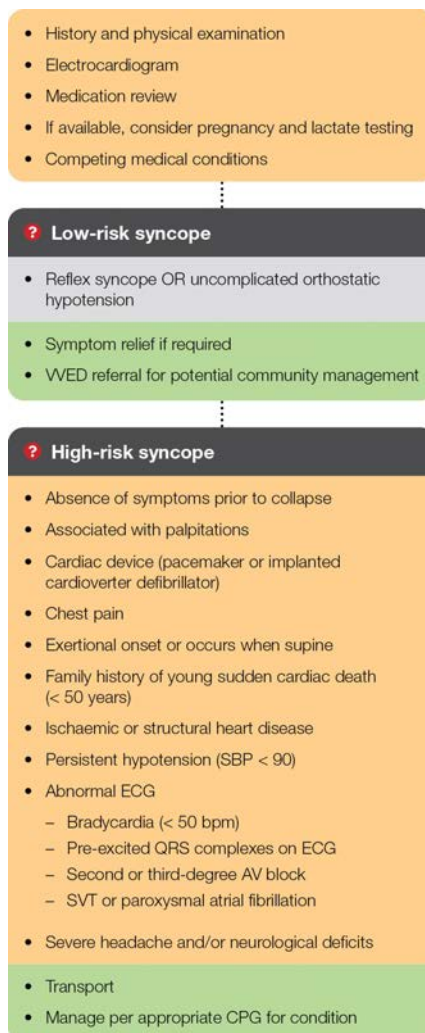 • History and physical examination
• Electrocardiogram
• Medication review
• If available, consider pregnancy and lactate testing
• Competing medical conditions
? Low-risk syncope
• Reflex syncope OR uncomplicated orthostatic
hypotension
• Symptom relief if required
• VVED referral for potential community management
? High-risk syncope
• Absence of symptoms prior to collapse
• Associated with palpitations
• Cardiac device (pacemaker or implanted
cardioverter defibrillator)
• Chest pain
• Exertional onset or occurs when supine
• Family history of young sudden cardiac death
(< 50 years)
• Ischaemic or structural heart disease
• Persistent hypotension (SBP < 90)
• Abnormal ECG
– Bradycardia (< 50 bpm)
– Pre-excited QRS complexes on ECG
– Second or third-degree AV block
– SVT or paroxysmal atrial fibrillation
• Severe headache and/or neurological deficits
• Transport
• Manage per appropriate CPG for condition